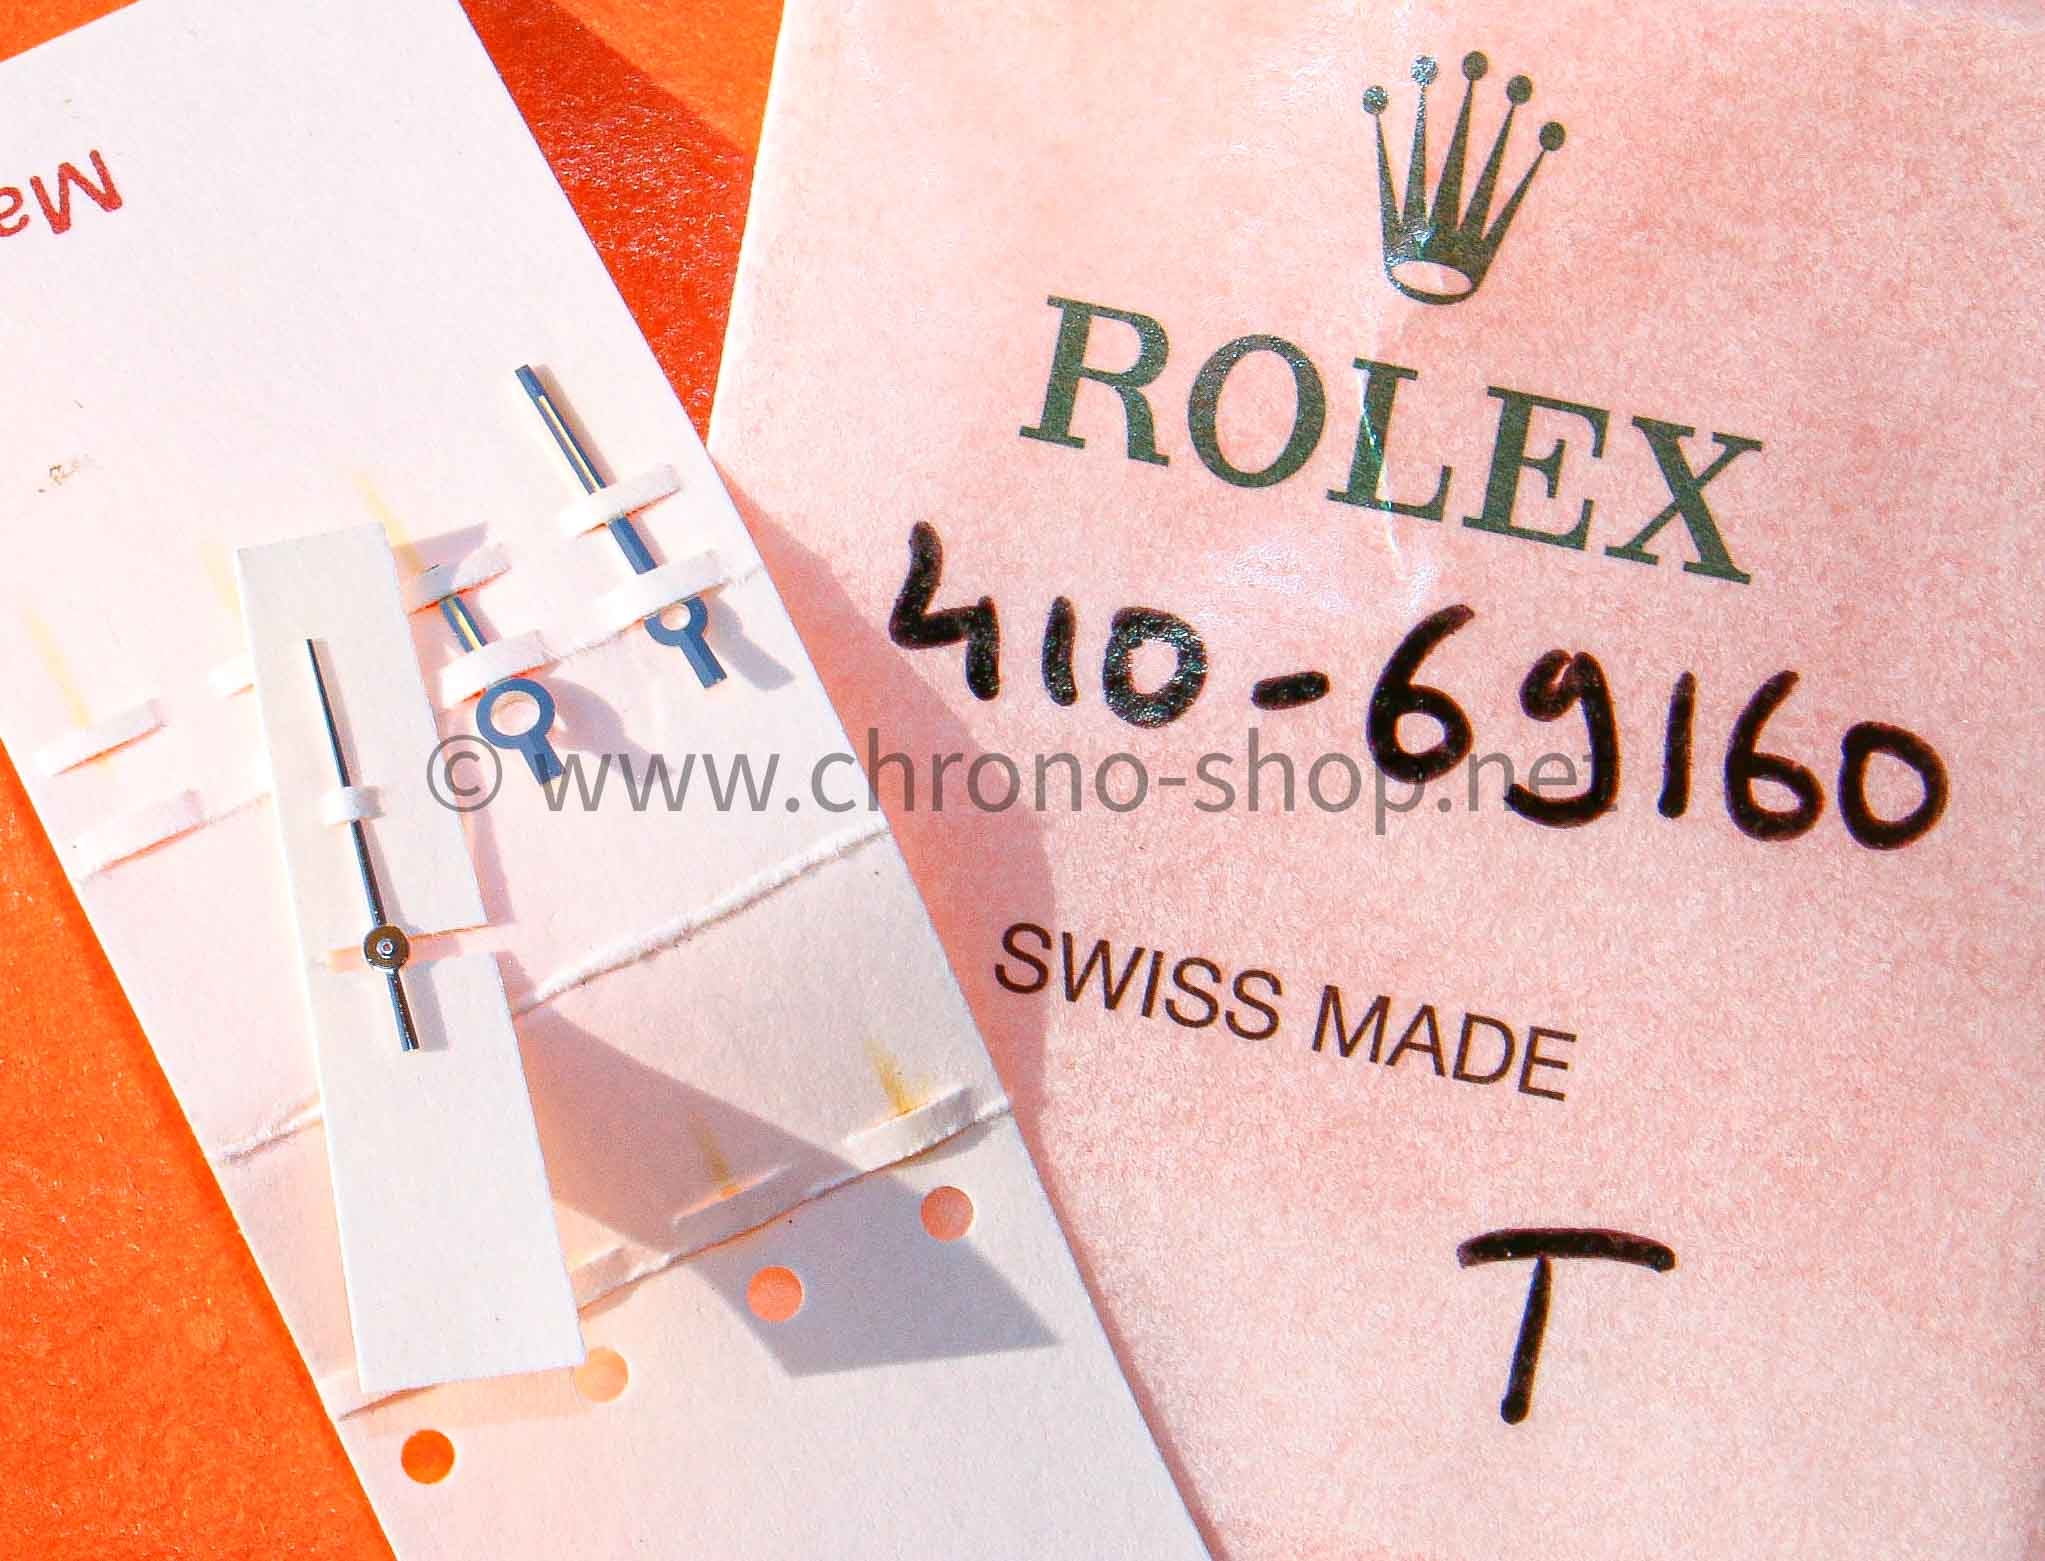 Ma
ROLEX
410-69160
© www.chrono-shop.net
SWISS MADE
T